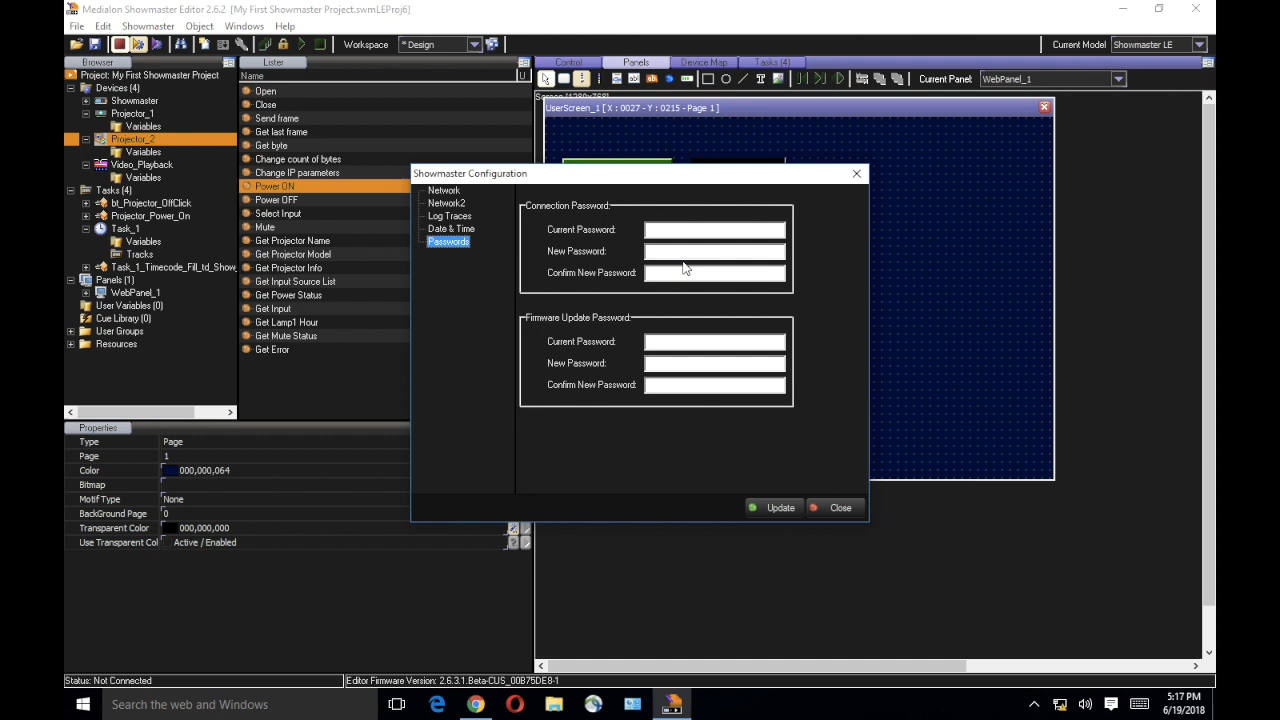 Medialon Showmaster Editor 2.6.2 [My First Showmaster Project.swmLEProj6]
File Edit Showmaster Object Windows Help
Workspace *Design Current Model Showmaster LE
Browser Lister Control Panels Device Map Tasks (4)
Project: My First Showmaster Project
Name U
Current Panel: WebPanel_1
Devices (4)
Showmaster
Projector_1
Variables
Projector_2
Variables
Video_Playback
Variables
Tasks (4)
bt_Projector_OffClick
Projector_Power_On
Task_1
Variables
Tracks
Task_1_Timecode_Fill_td_Show_
Panels (1)
WebPanel_1
User Variables (0)
Cue Library (0)
User Groups
Resources
Open
Close
Send frame
Get last frame
Get byte
Change count of bytes
Change IP parameters
Power ON
Power OFF
Select Input
Mute
Get Projector Name
Get Projector Model
Get Projector Info
Get Input Source List
Get Power Status
Get Input
Get Lamp1 Hour
Get Mute Status
Get Error
UserScreen_1 [ X : 0027 - Y : 0215 - Page 1 ]
Showmaster Configuration
Network
Network2
Log Traces
Date & Time
Passwords
Connection Password:
Current Password:
New Password:
Confirm New Password:
Firmware Update Password:
Current Password:
New Password:
Confirm New Password:
Update Close
Properties
Type Page
Page 1
Color 000,000,064
Bitmap
Motif Type None
BackGround Page 0
Transparent Color 000,000,000
Use Transparent Col Active / Enabled
Status: Not Connected
Editor Firmware Version: 2.6.3.1.Beta-CUS_00B75DE8-1
Search the web and Windows
5:17 PM
6/19/2018